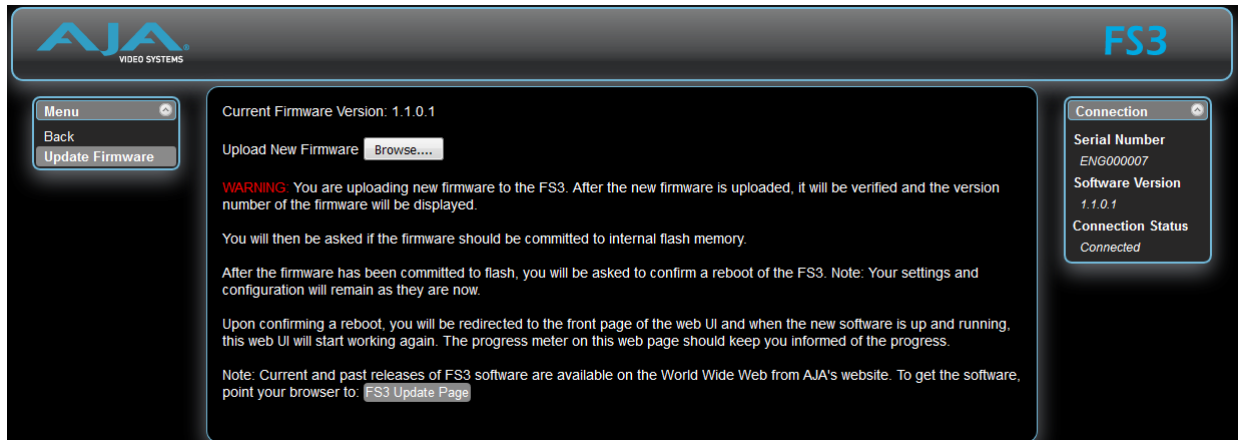 AJA
VIDEO SYSTEMS
FS3
Menu
Back
Update Firmware
Current Firmware Version: 1.1.0.1
Upload New Firmware Browse....
WARNING: You are uploading new firmware to the FS3. After the new firmware is uploaded, it will be verified and the version
number of the firmware will be displayed.
You will then be asked if the firmware should be committed to internal flash memory.
After the firmware has been committed to flash, you will be asked to confirm a reboot of the FS3. Note: Your settings and
configuration will remain as they are now.
Upon confirming a reboot, you will be redirected to the front page of the web UI and when the new software is up and running,
this web UI will start working again. The progress meter on this web page should keep you informed of the progress.
Note: Current and past releases of FS3 software are available on the World Wide Web from AJA's website. To get the software,
point your browser to: FS3 Update Page
Connection
Serial Number
ENG000007
Software Version
1.1.0.1
Connection Status
Connected